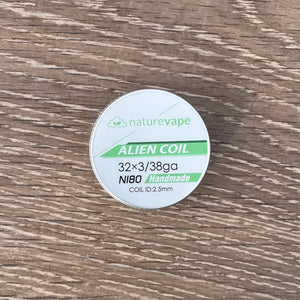 naturevape
ALIEN COIL
32×3/38ga
NI80 Handmade
COIL ID:2.5mm